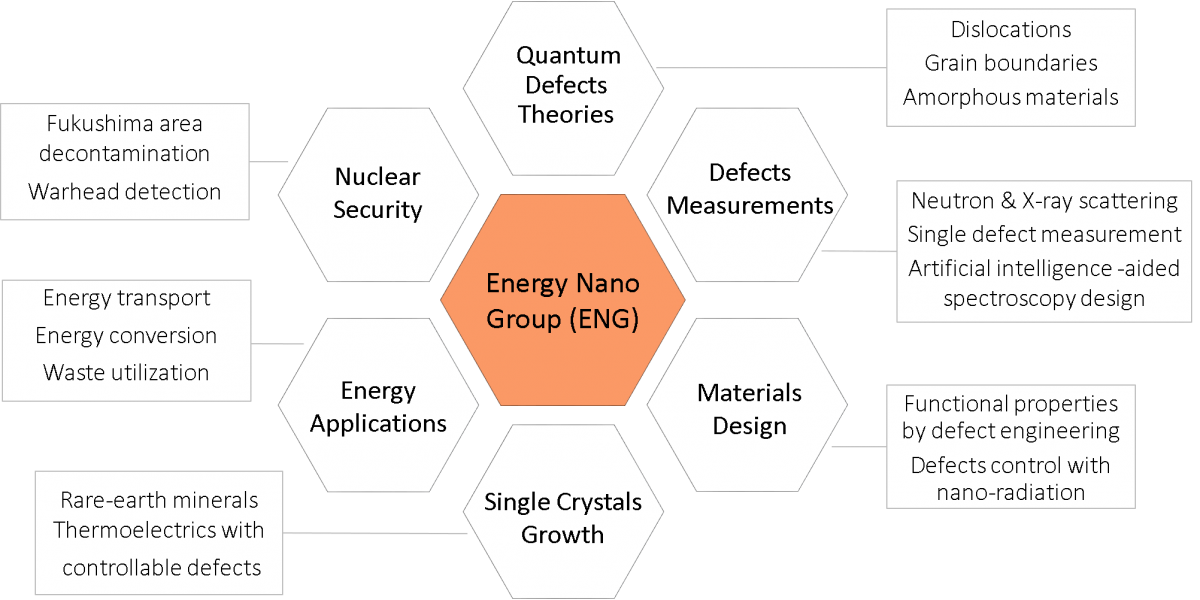 Quantum
Defects
Theories
Dislocations
Grain boundaries
Amorphous materials
Fukushima area
decontamination
Warhead detection
Nuclear
Security
Defects
Measurements
Neutron & X-ray scattering
Single defect measurement
Artificial intelligence -aided
spectroscopy design
Energy Nano
Group (ENG)
Energy transport
Energy conversion
Waste utilization
Energy
Applications
Materials
Design
Functional properties
by defect engineering
Defects control with
nano-radiation
Rare-earth minerals
Thermoelectrics with
controllable defects
Single Crystals
Growth